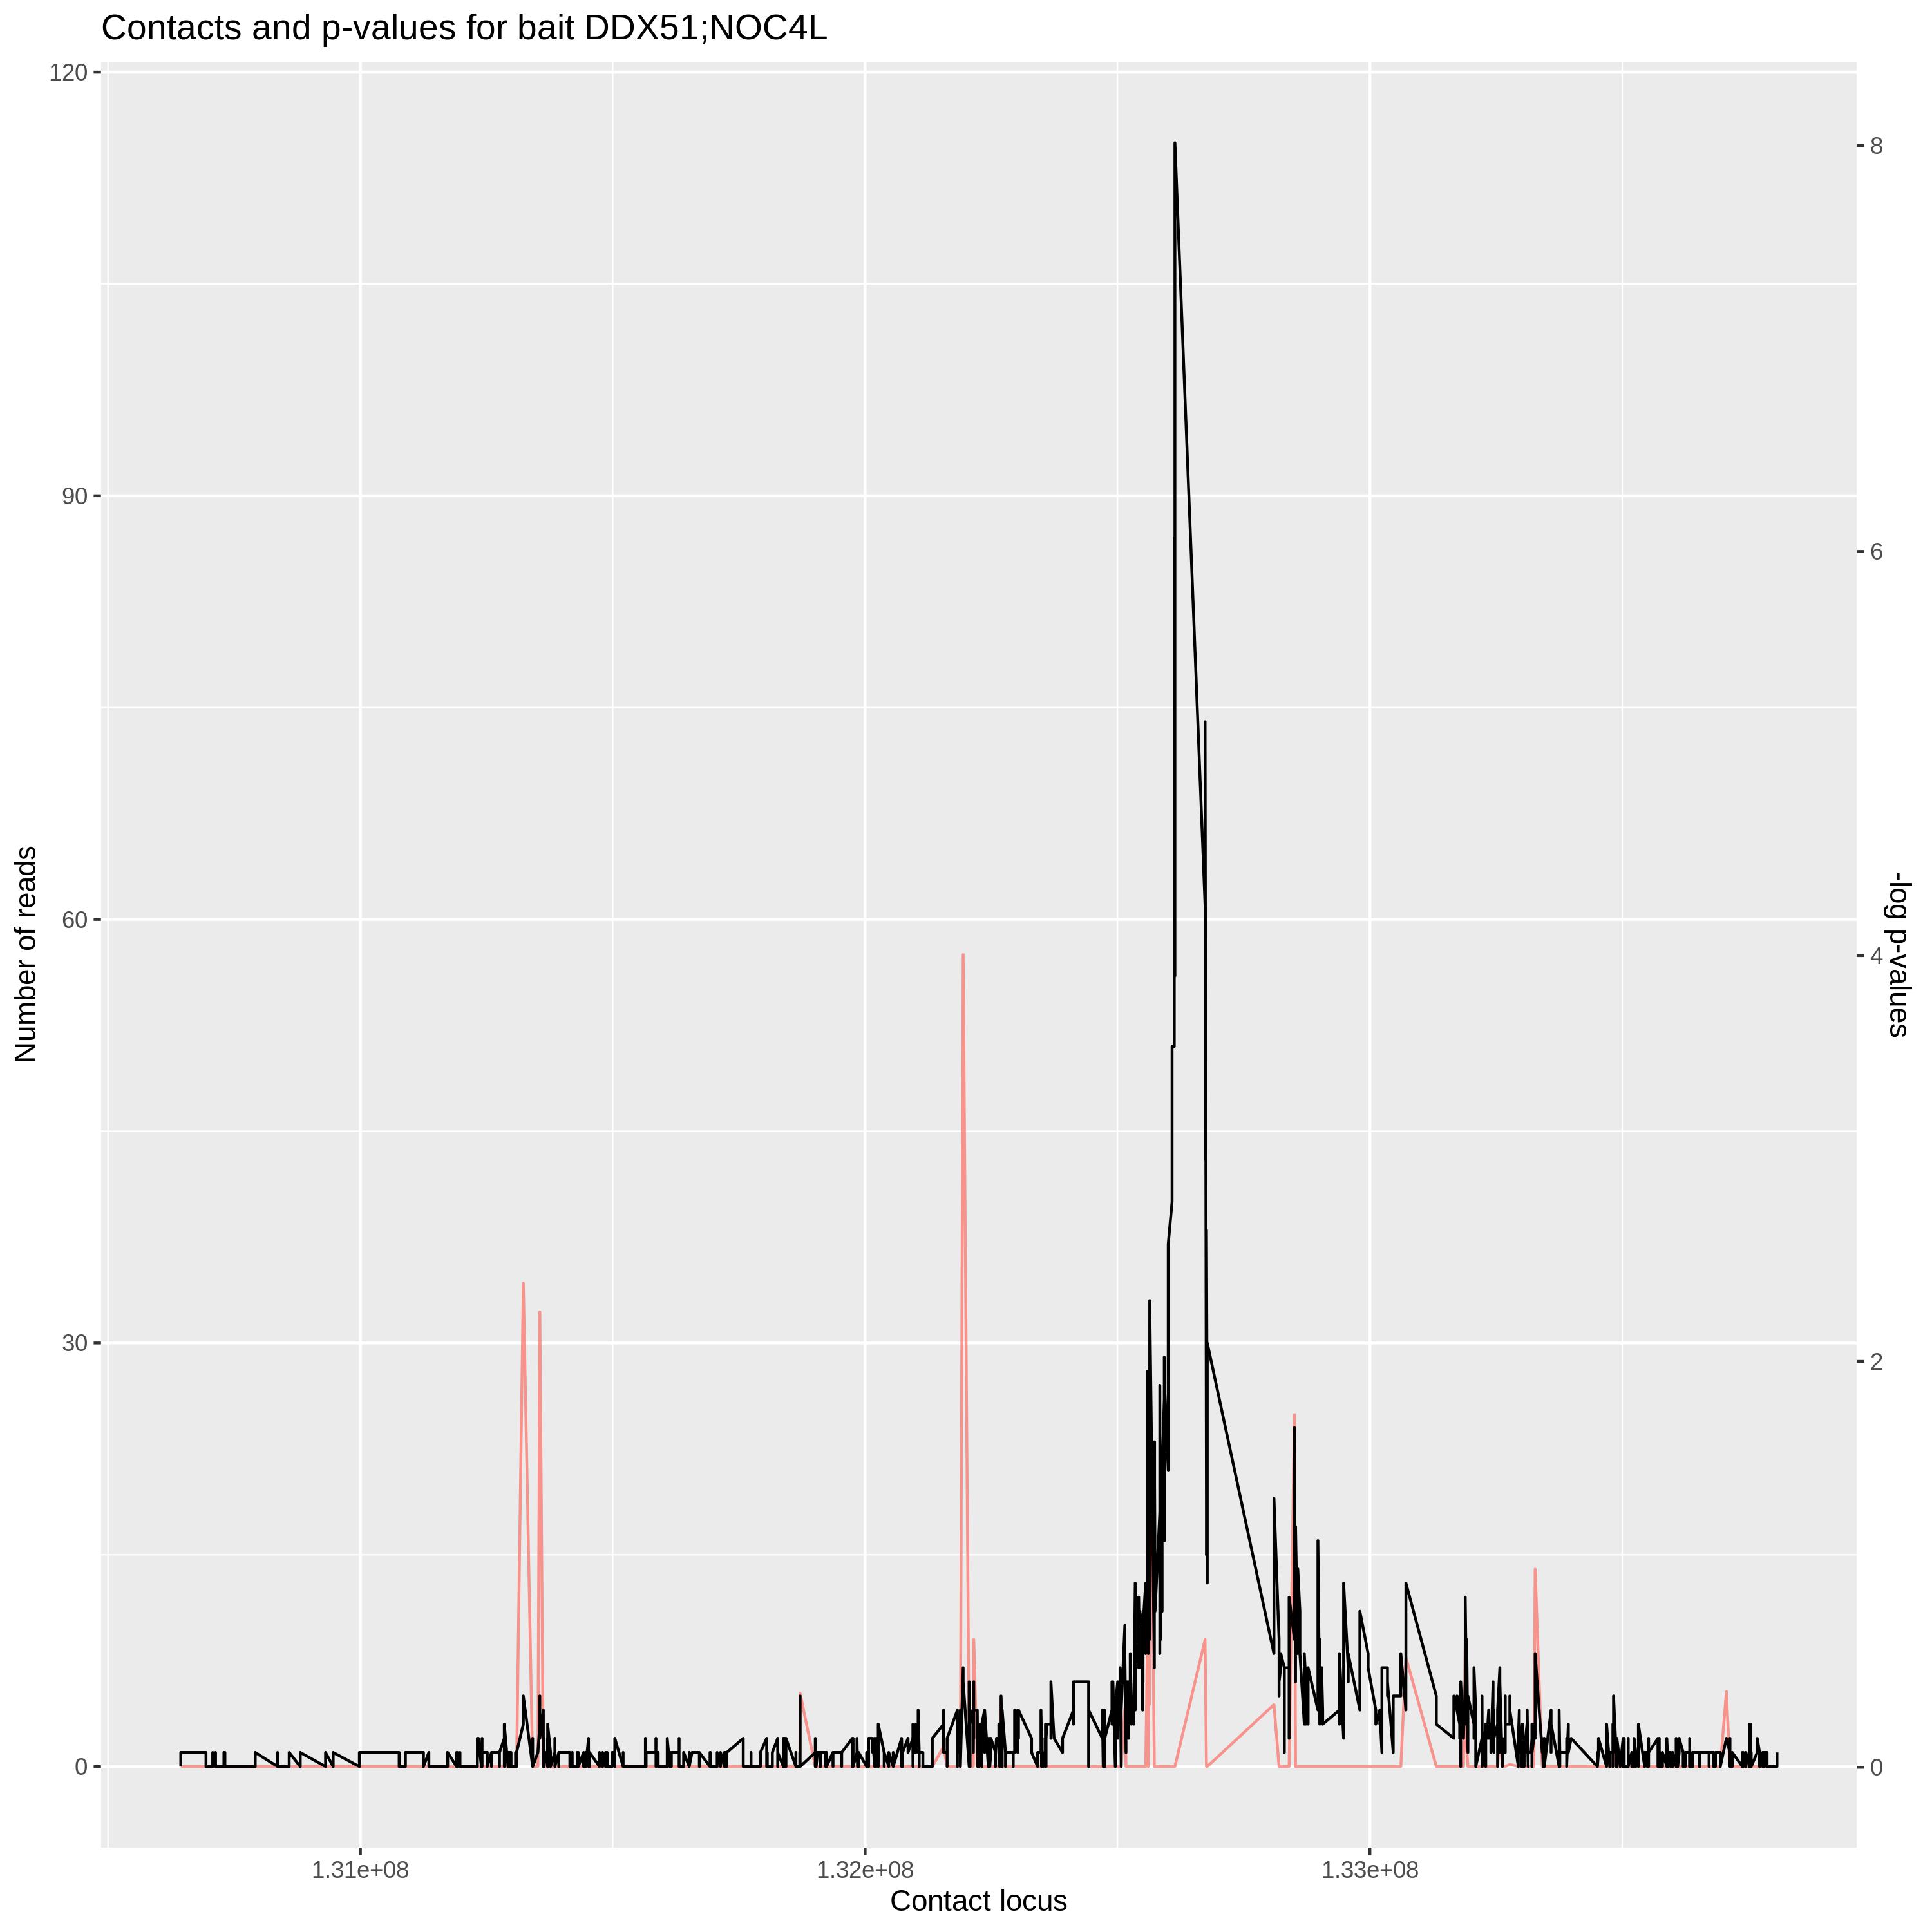 Contacts and p-values for bait DDX51;NOC4L
120
90
60
30
0
Number of reads
8
6
4
2
0
-log p-values
1.31e+08
1.32e+08
1.33e+08
Contact locus